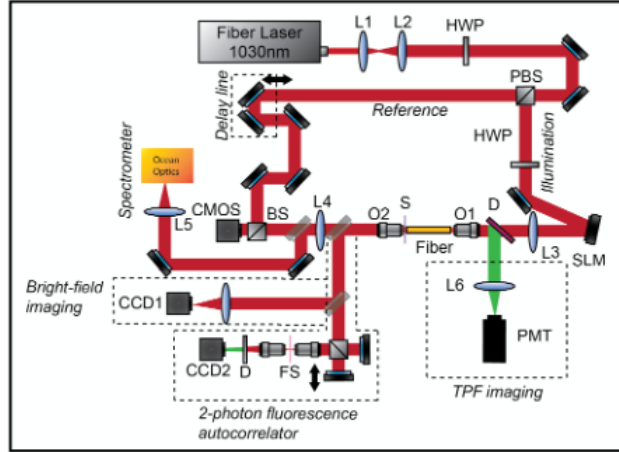 Fiber Laser
1030nm
L1
L2
HWP
PBS
Delay line
Reference
HWP
Illumination
Spectrometer
Ocean
Optics
L5
CMOS
BS
L4
O2
S
O1
D
Fiber
L3
SLM
Bright-field
imaging
CCD1
L6
PMT
CCD2
D
FS
TPF imaging
2-photon fluorescence
autocorrelator